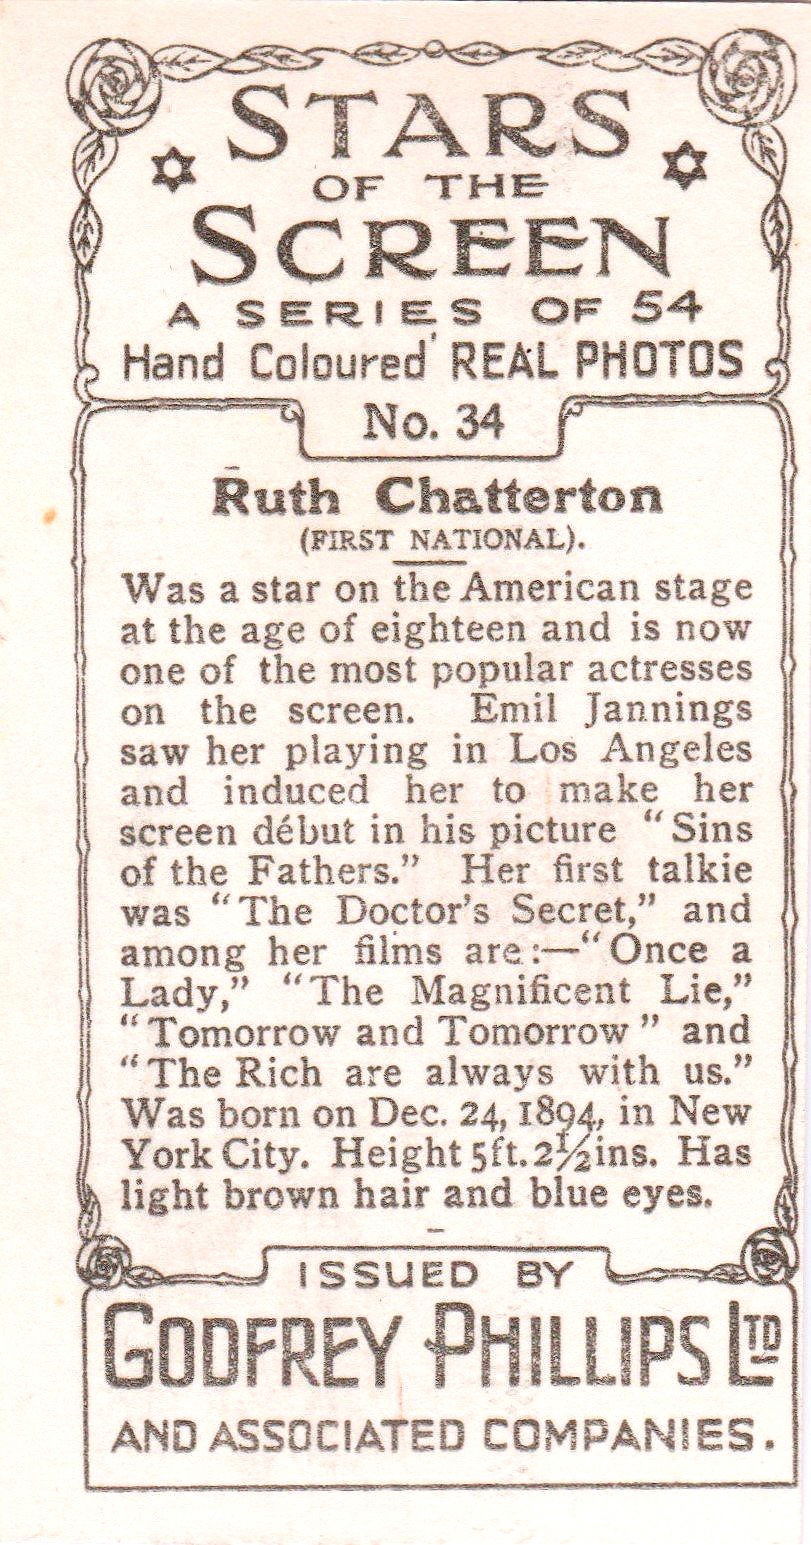 STARS
OF THE
SCREEN
A SERIES OF 54
Hand Coloured REAL PHOTOS
No. 34
Ruth Chatterton
(FIRST NATIONAL).
Was a star on the American stage
at the age of eighteen and is now
one of the most popular actresses
on the screen. Emil Jannings
saw her playing in Los Angeles
and induced her to make her
screen début in his picture “Sins
of the Fathers.” Her first talkie
was “The Doctor's Secret,” and
among her films are:—“Once a
Lady,” “The Magnificent Lie,”
“Tomorrow and Tomorrow” and
“The Rich are always with us.”
Was born on Dec. 24, 1894, in New
York City. Height 5ft. 2½ins. Has
light brown hair and blue eyes.
ISSUED BY
GODFREY PHILLIPS LTD
AND ASSOCIATED COMPANIES.